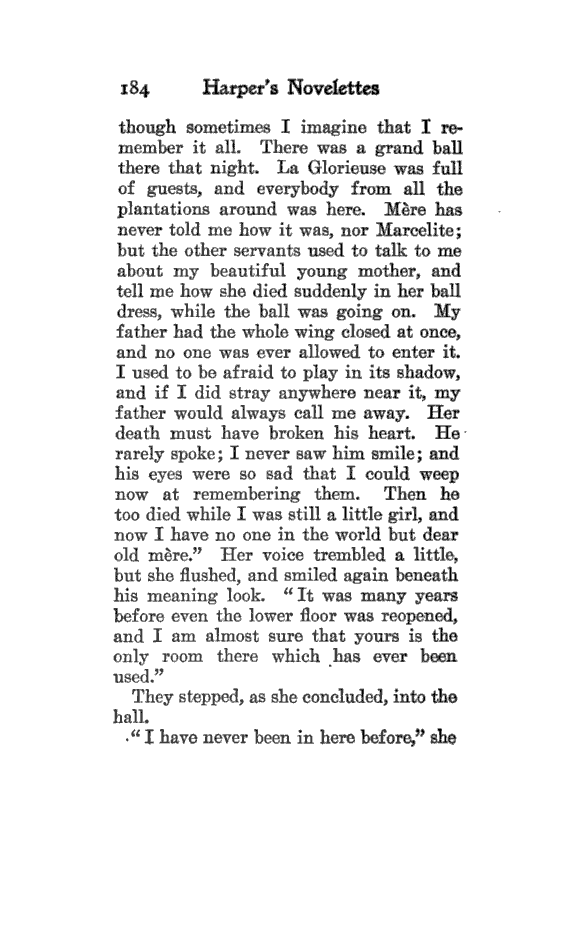 184 Harper's Novelettes
though sometimes I imagine that I re-
member it all. There was a grand ball
there that night. La Glorieuse was full
of guests, and everybody from all the
plantations around was here. Mère has
never told me how it was, nor Marcelite;
but the other servants used to talk to me
about my beautiful young mother, and
tell me how she died suddenly in her ball
dress, while the ball was going on. My
father had the whole wing closed at once,
and no one was ever allowed to enter it.
I used to be afraid to play in its shadow,
and if I did stray anywhere near it, my
father would always call me away. Her
death must have broken his heart. He
rarely spoke; I never saw him smile; and
his eyes were so sad that I could weep
now at remembering them. Then he
too died while I was still a little girl, and
now I have no one in the world but dear
old mère.” Her voice trembled a little,
but she flushed, and smiled again beneath
his meaning look. “It was many years
before even the lower floor was reopened,
and I am almost sure that yours is the
only room there which has ever been
used.”
They stepped, as she concluded, into the
hall.
“I have never been in here before,” she